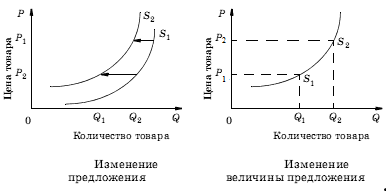 P
P₁
P₂
S₂
S₁
Цена товара
0
Q₁
Q₂
Q
Количество товара
Изменение
предложения
P
P₂
P₁
S₂
S₁
Цена товара
0
Q₁
Q₂
Q
Количество товара
Изменение
величины предложения